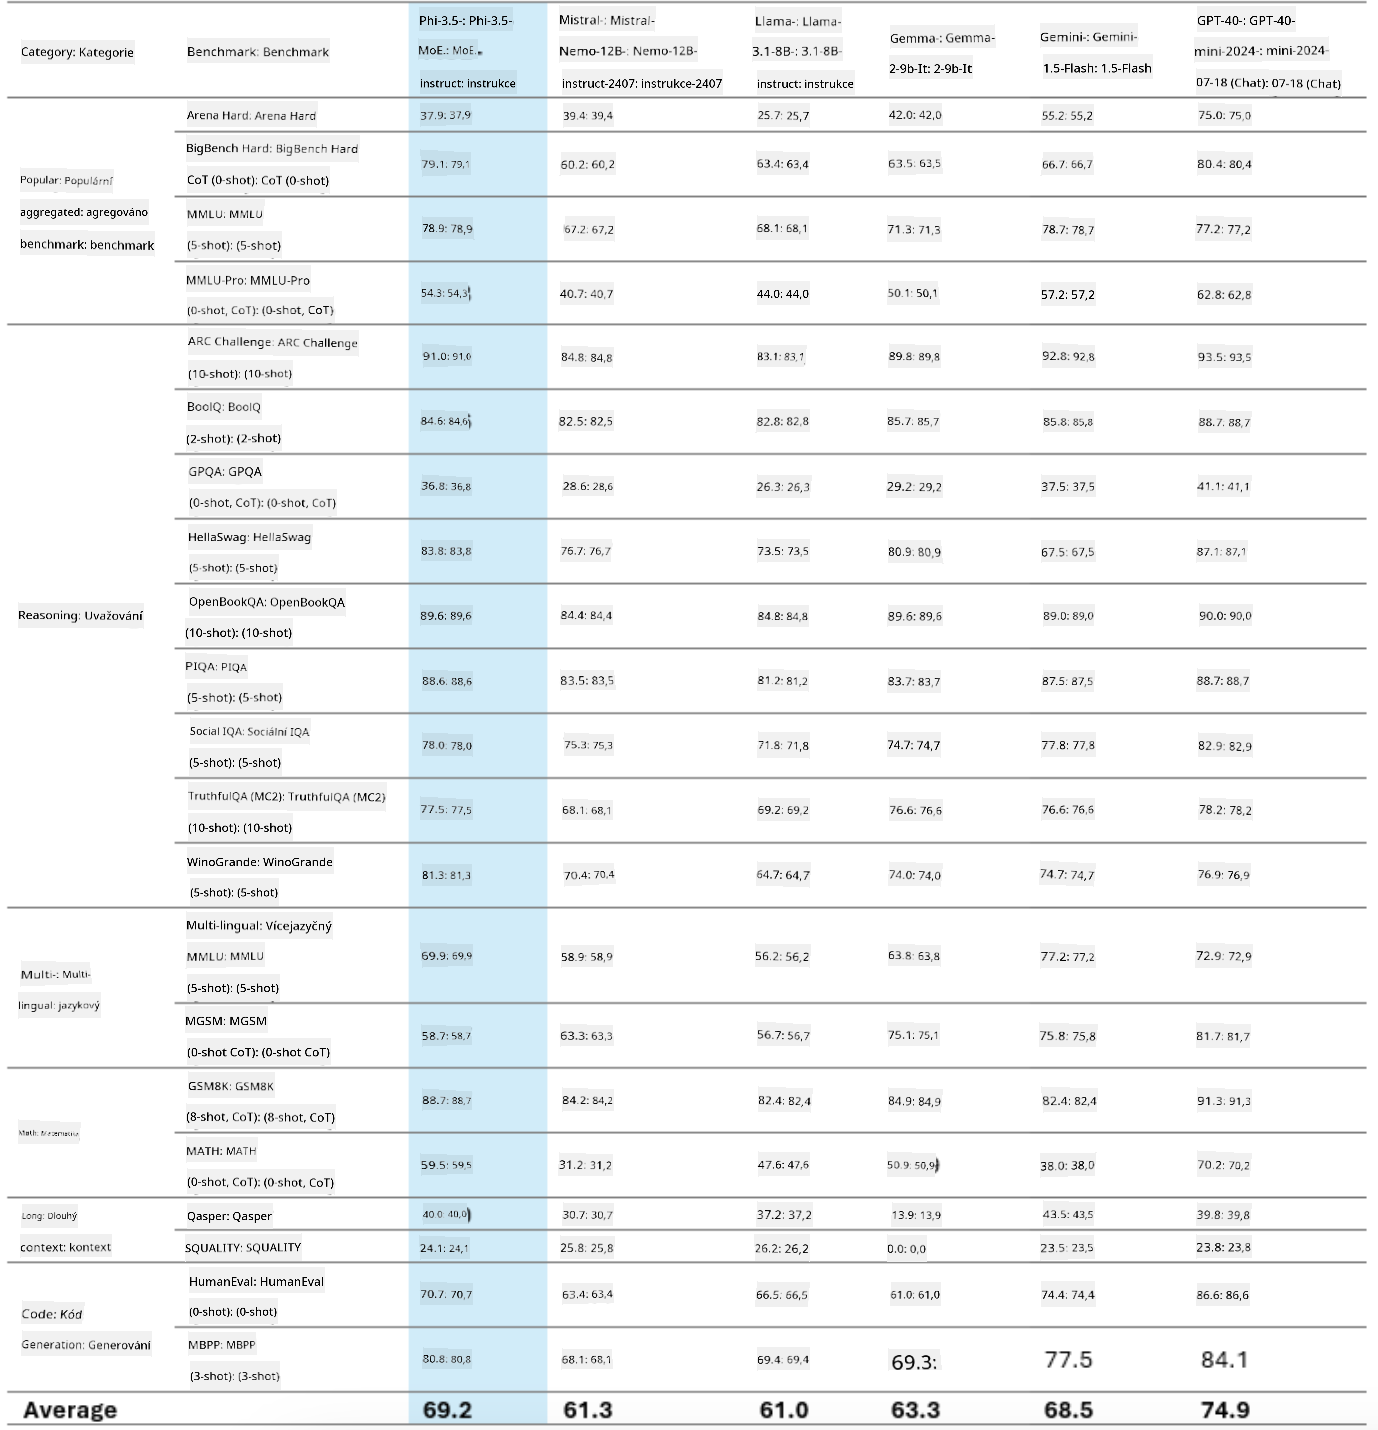 Category: Kategorie
Benchmark: Benchmark
Phi-3.5-: Phi-3.5-
MoE.: MoE.
instruct: instrukce
Mistral-: Mistral-
Nemo-12B-: Nemo-12B-
instruct-2407: instrukce-2407
Llama-: Llama-
3.1-8B-: 3.1-8B-
instruct: instrukce
Gemma-: Gemma-
2-9b-It: 2-9b-It
Gemini-: Gemini-
1.5-Flash: 1.5-Flash
GPT-40-: GPT-40-
mini-2024-: mini-2024-
07-18 (Chat): 07-18 (Chat)
Popular: Populární
aggregated: agregováno
benchmark: benchmark
Arena Hard: Arena Hard
37.9: 37,9
39.4: 39,4
25.7: 25,7
42.0: 42,0
55.2: 55,2
75.0: 75,0
BigBench Hard: BigBench Hard
CoT (0-shot): CoT (0-shot)
79.1: 79,1
60.2: 60,2
63.4: 63,4
63.5: 63,5
66.7: 66,7
80.4: 80,4
MMLU: MMLU
(5-shot): (5-shot)
78.9: 78,9
67.2: 67,2
68.1: 68,1
71.3: 71,3
78.7: 78,7
77.2: 77,2
MMLU-Pro: MMLU-Pro
(0-shot, CoT): (0-shot, CoT)
54.3: 54,3
40.7: 40,7
44.0: 44,0
50.1: 50,1
57.2: 57,2
62.8: 62,8
Reasoning: Uvažování
ARC Challenge: ARC Challenge
(10-shot): (10-shot)
91.0: 91,0
84.8: 84,8
83.1: 83,1
89.8: 89,8
92.8: 92,8
93.5: 93,5
BoolQ: BoolQ
(2-shot): (2-shot)
84.6: 84,6
82.5: 82,5
82.8: 82,8
85.7: 85,7
85.8: 85,8
88.7: 88,7
GPQA: GPQA
(0-shot, CoT): (0-shot, CoT)
36.8: 36,8
28.6: 28,6
26.3: 26,3
29.2: 29,2
37.5: 37,5
41.1: 41,1
HellaSwag: HellaSwag
(5-shot): (5-shot)
83.8: 83,8
76.7: 76,7
73.5: 73,5
80.9: 80,9
67.5: 67,5
87.1: 87,1
OpenBookQA: OpenBookQA
(10-shot): (10-shot)
89.6: 89,6
84.4: 84,4
84.8: 84,8
89.6: 89,6
89.0: 89,0
90.0: 90,0
PIQA: PIQA
(5-shot): (5-shot)
88.6: 88,6
83.5: 83,5
81.2: 81,2
83.7: 83,7
87.5: 87,5
88.7: 88,7
Social IQA: Sociální IQA
(5-shot): (5-shot)
78.0: 78,0
75.3: 75,3
71.8: 71,8
74.7: 74,7
77.8: 77,8
82.9: 82,9
TruthfulQA (MC2): TruthfulQA (MC2)
(10-shot): (10-shot)
77.5: 77,5
68.1: 68,1
69.2: 69,2
76.6: 76,6
76.6: 76,6
78.2: 78,2
WinoGrande: WinoGrande
(5-shot): (5-shot)
81.3: 81,3
70.4: 70,4
64.7: 64,7
74.0: 74,0
74.7: 74,7
76.9: 76,9
Multi-: Multi-
lingual: jazykový
Multi-lingual: Vícejazyčný
MMLU: MMLU
(5-shot): (5-shot)
69.9: 69,9
58.9: 58,9
56.2: 56,2
63.8: 63,8
77.2: 77,2
72.9: 72,9
MGSM: MGSM
(0-shot CoT): (0-shot CoT)
58.7: 58,7
63.3: 63,3
56.7: 56,7
75.1: 75,1
75.8: 75,8
81.7: 81,7
Math: Matematika
GSM8K: GSM8K
(8-shot, CoT): (8-shot, CoT)
88.7: 88,7
84.2: 84,2
82.4: 82,4
84.9: 84,9
82.4: 82,4
91.3: 91,3
MATH: MATH
(0-shot, CoT): (0-shot, CoT)
59.5: 59,5
31.2: 31,2
47.6: 47,6
50.9: 50,9
38.0: 38,0
70.2: 70,2
Long: Dlouhý
context: kontext
Qasper: Qasper
40.0: 40,0
30.7: 30,7
37.2: 37,2
13.9: 13,9
43.5: 43,5
39.8: 39,8
SQUALITY: SQUALITY
24.1: 24,1
25.8: 25,8
26.2: 26,2
0.0: 0,0
23.5: 23,5
23.8: 23,8
Code: Kód
Generation: Generování
HumanEval: HumanEval
(0-shot): (0-shot)
70.7: 70,7
63.4: 63,4
66.5: 66,5
61.0: 61,0
74.4: 74,4
86.6: 86,6
MBPP: MBPP
(3-shot): (3-shot)
80.8: 80,8
68.1: 68,1
69.4: 69,4
69.3:
77.5
84.1
Average
69.2
61.3
61.0
63.3
68.5
74.9